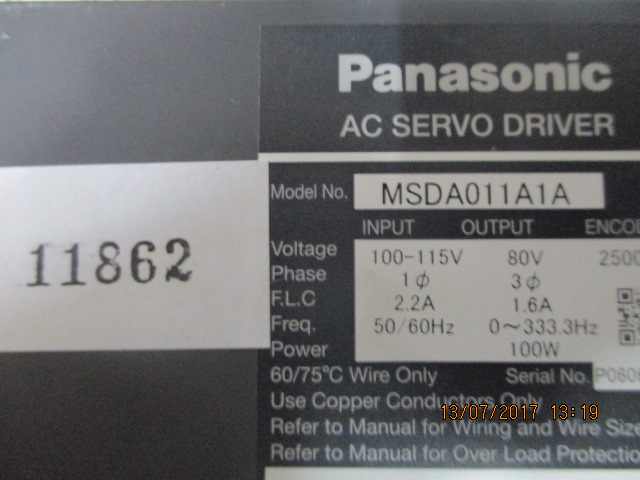 Panasonic
AC SERVO DRIVER
Model No. MSDA011A1A
INPUT OUTPUT
Voltage 100-115V 80V
Phase 1ϕ 3ϕ
F.L.C 2.2A 1.6A
Freq. 50/60Hz 0~333.3Hz
Power 100W
60/75°C Wire Only Serial No.
Use Copper Conductors Only
Refer to Manual for Wiring and Wire Size
Refer to Manual for Over Load Protection
11862
13/07/2017 13:19